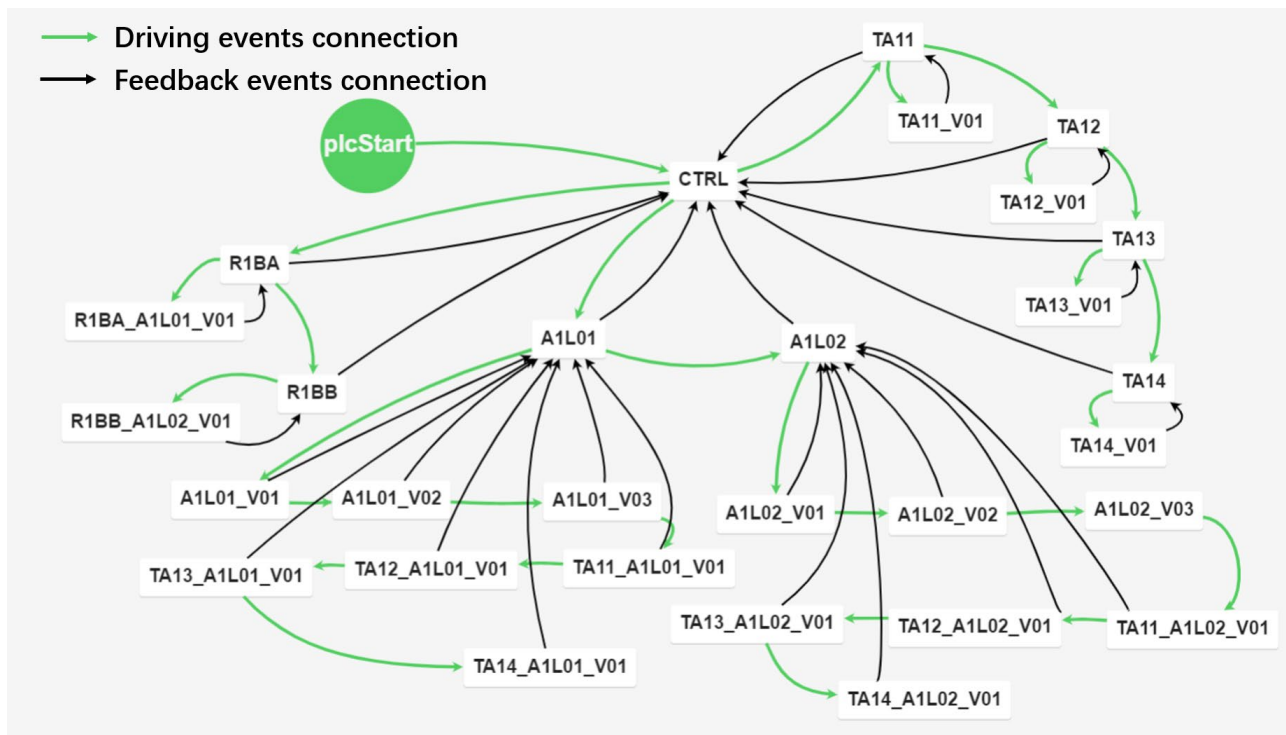 Driving events connection
Feedback events connection
TA11
TA11_V01
TA12
plcStart
CTRL
TA12_V01
TA13
R1BA
TA13_V01
R1BA_A1L01_V01
A1L01
A1L02
TA14
R1BB
R1BB_A1L02_V01
TA14_V01
A1L01_V01
A1L01_V02
A1L01_V03
A1L02_V01
A1L02_V02
A1L02_V03
TA13_A1L01_V01
TA12_A1L01_V01
TA11_A1L01_V01
TA13_A1L02_V01
TA12_A1L02_V01
TA11_A1L02_V01
TA14_A1L01_V01
TA14_A1L02_V01